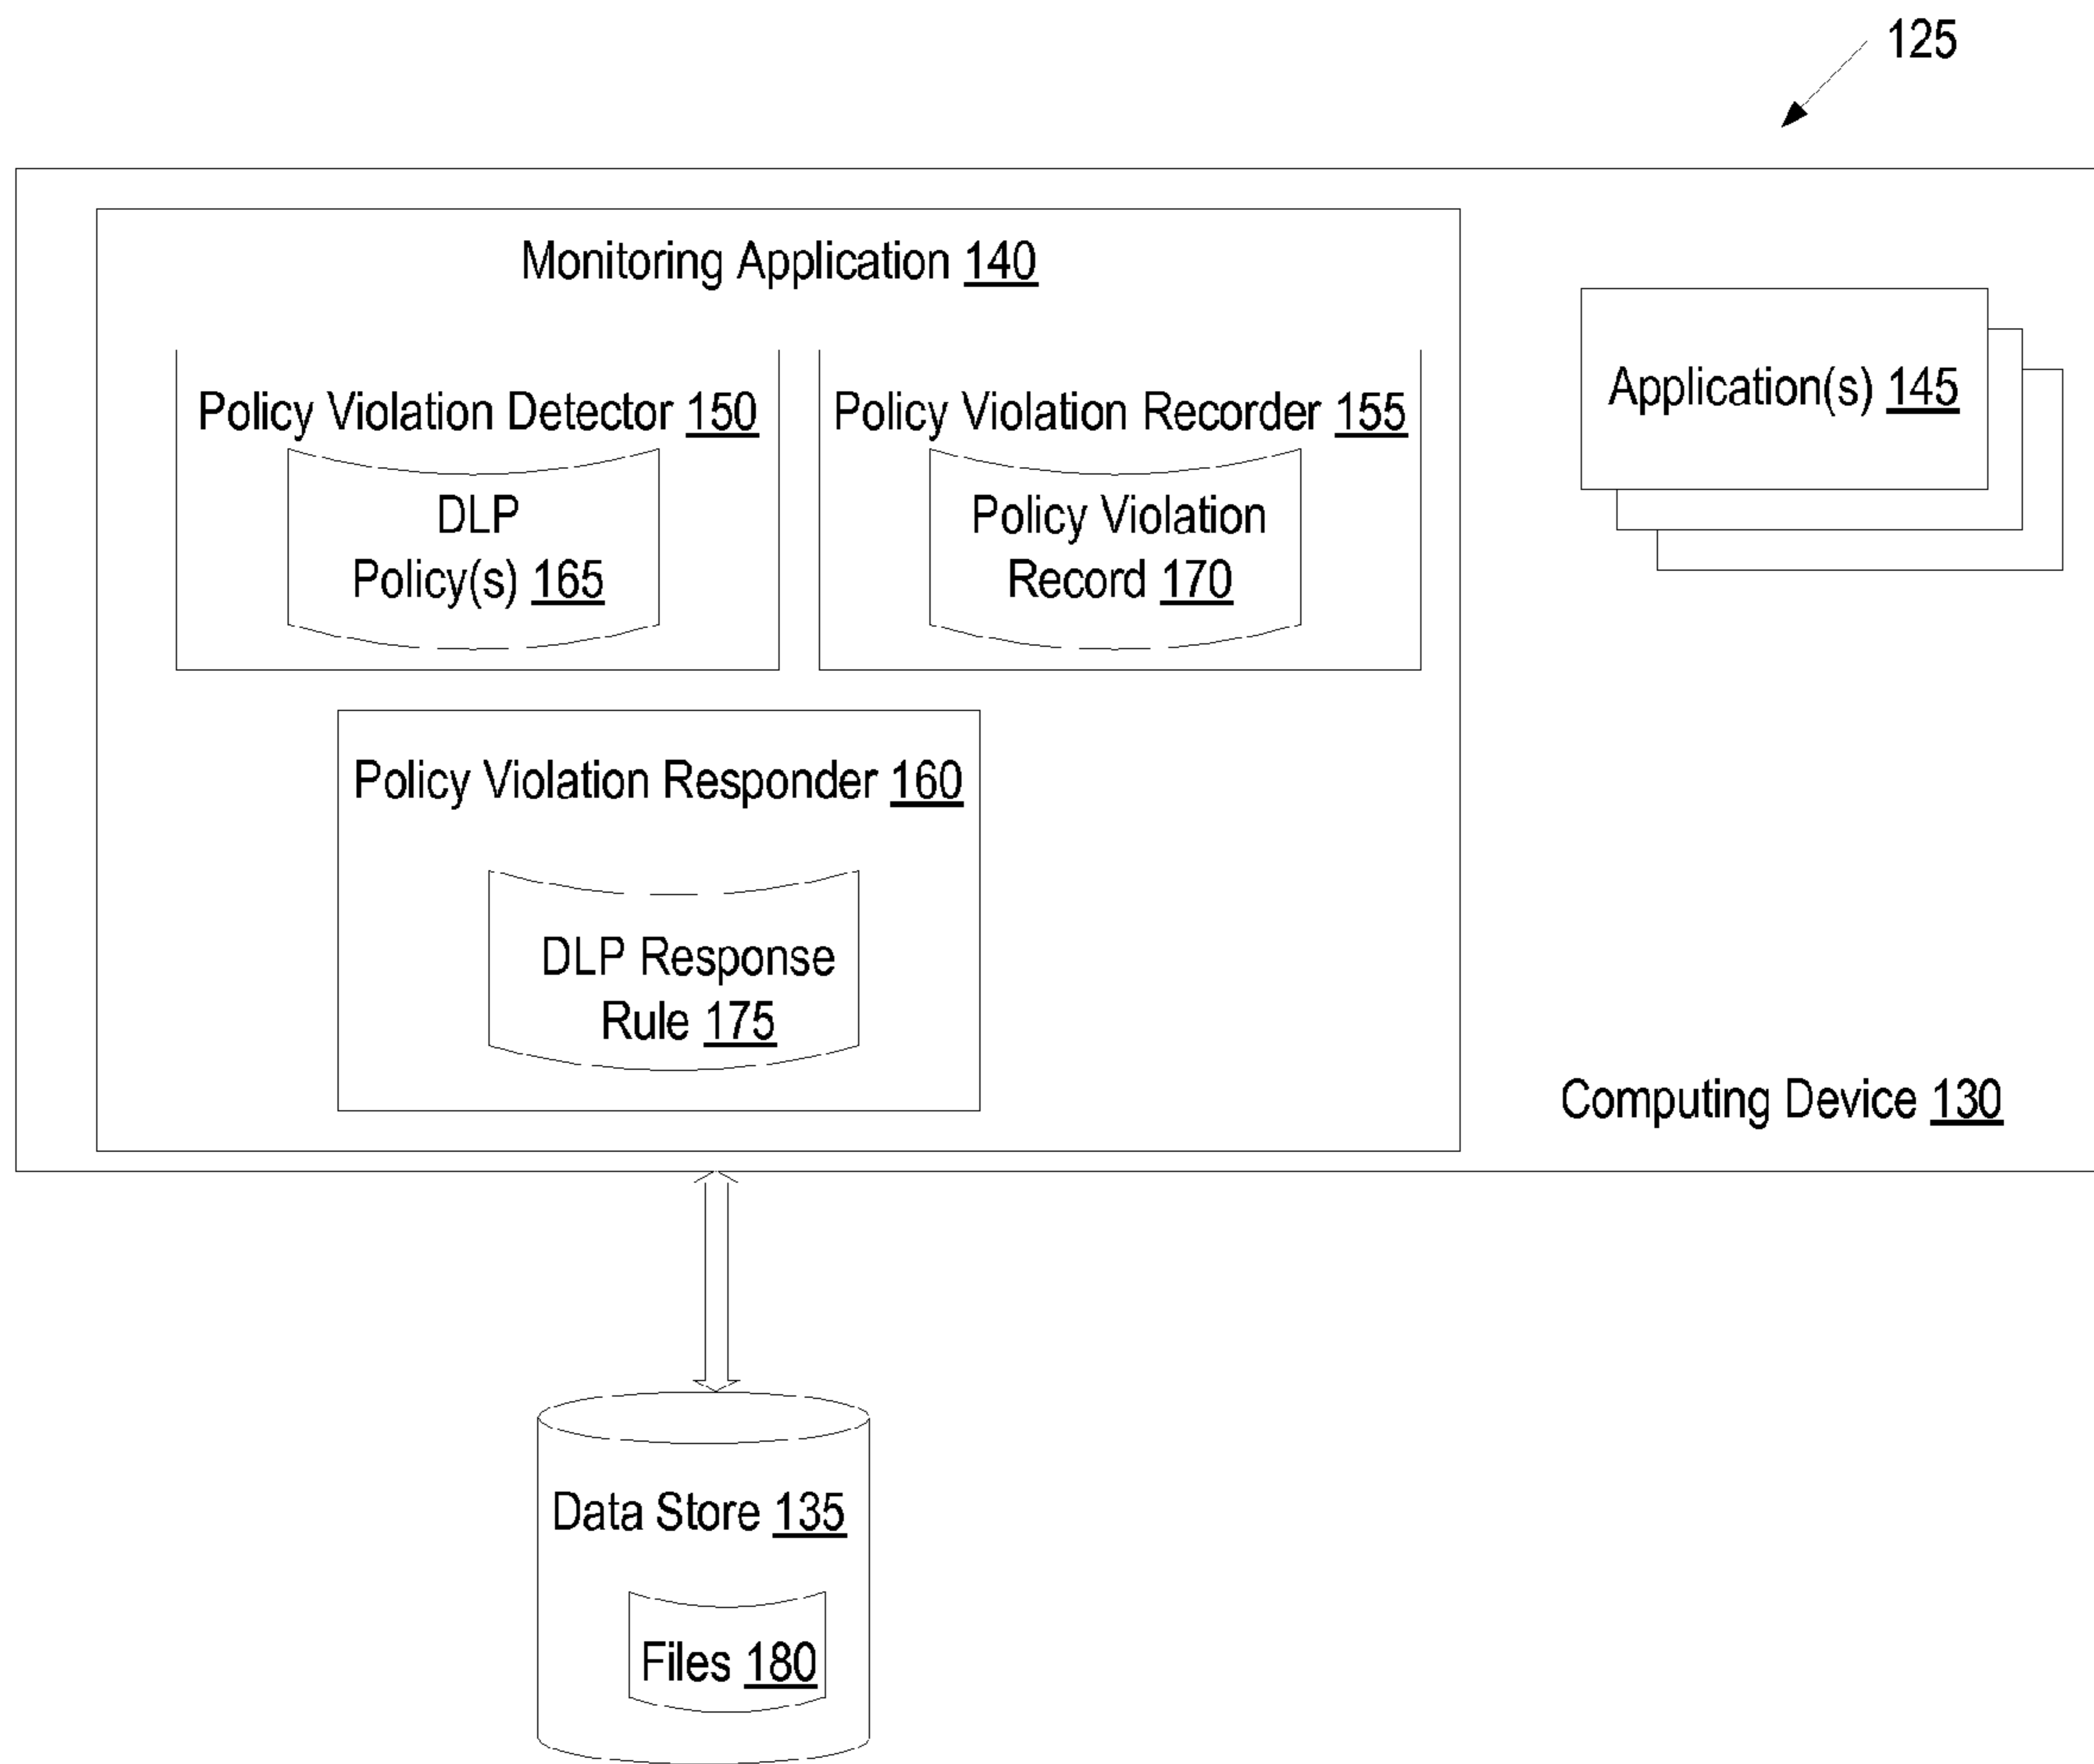 125
Monitoring Application 140
Policy Violation Detector 150
DLP
Policy(s) 165
Policy Violation Recorder 155
Policy Violation
Record 170
Application(s) 145
Policy Violation Responder 160
DLP Response
Rule 175
Computing Device 130
Data Store 135
Files 180